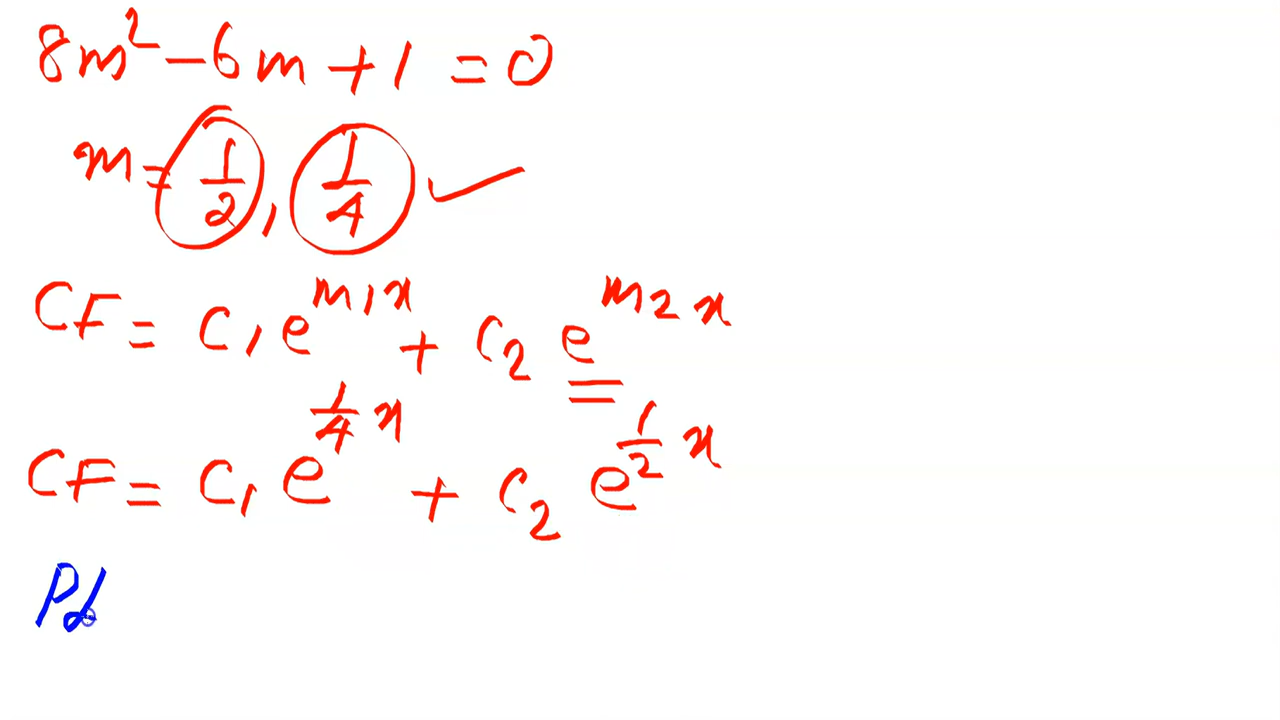 8m² - 6m + 1 = 0
m = 1/2, 1/4 ✓
CF = C₁e^{m₁x} + C₂e^{m₂x}
CF = C₁e^{1/4 x} + C₂e^{1/2 x}